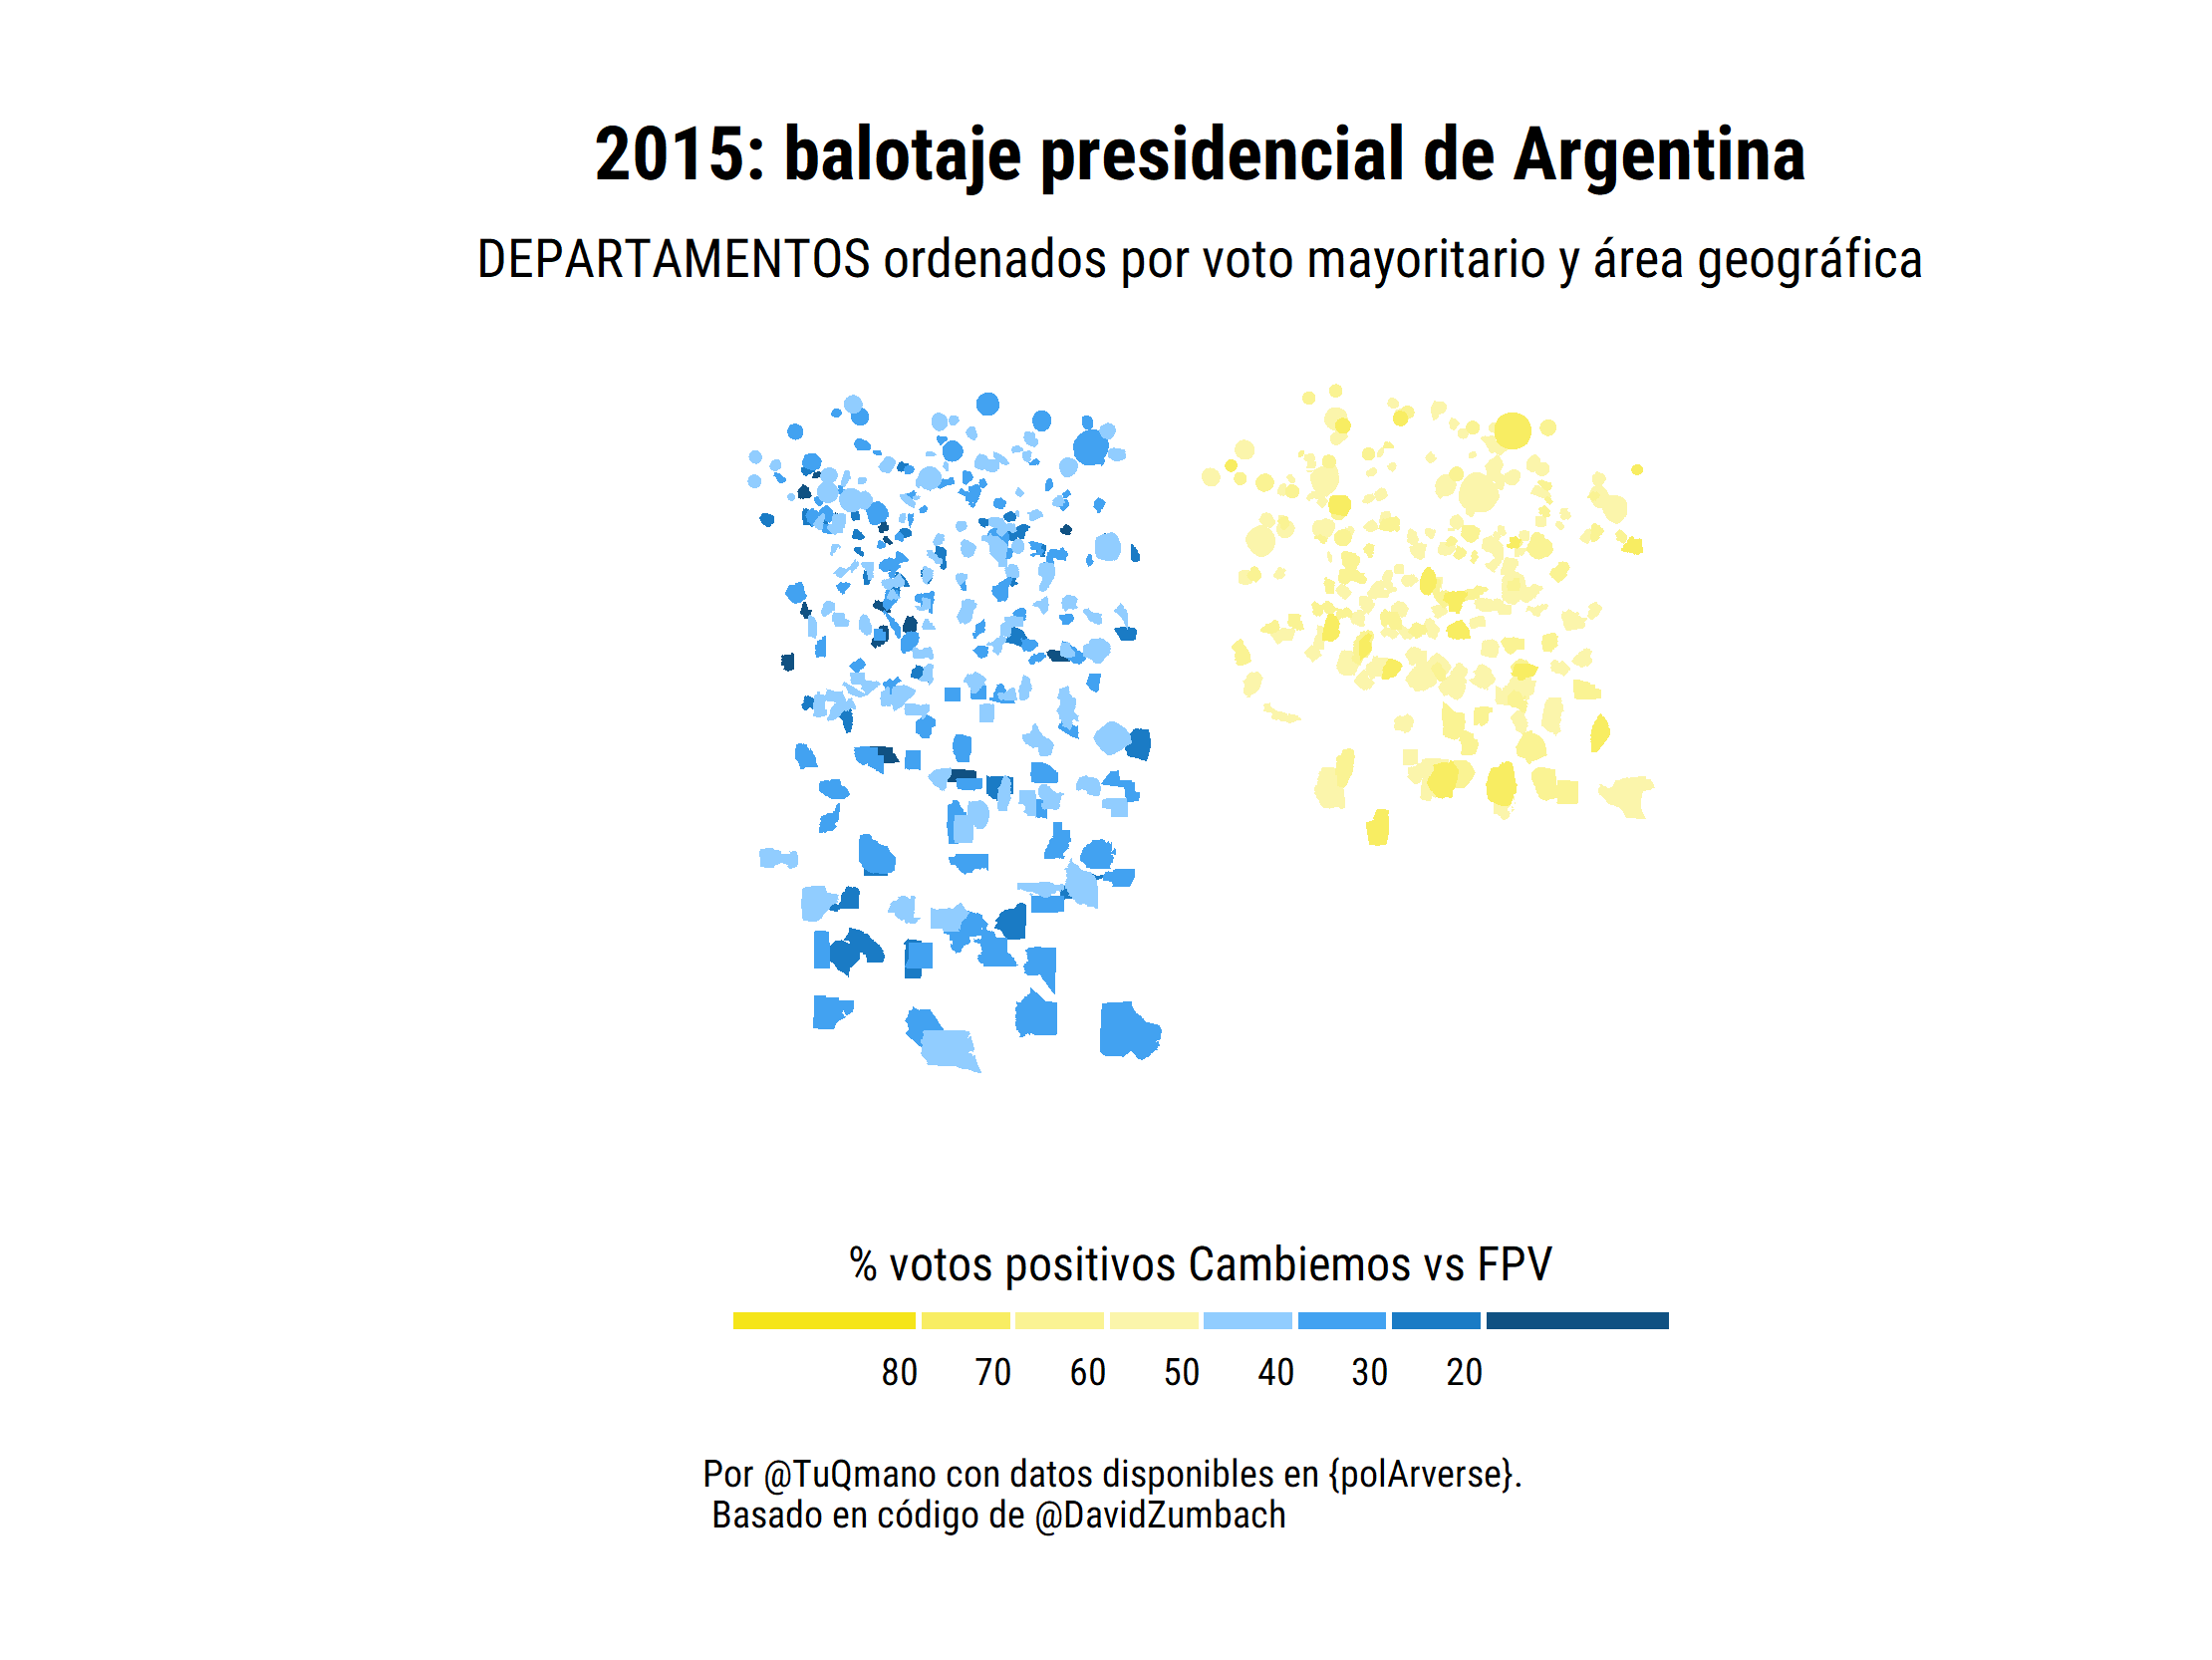 2015: balotaje presidencial de Argentina
DEPARTAMENTOS ordenados por voto mayoritario y área geográfica
% votos positivos Cambiemos vs FPV
80 70 60 50 40 30 20
Por @TuQmano con datos disponibles en {polArverse}.
Basado en código de @DavidZumbach